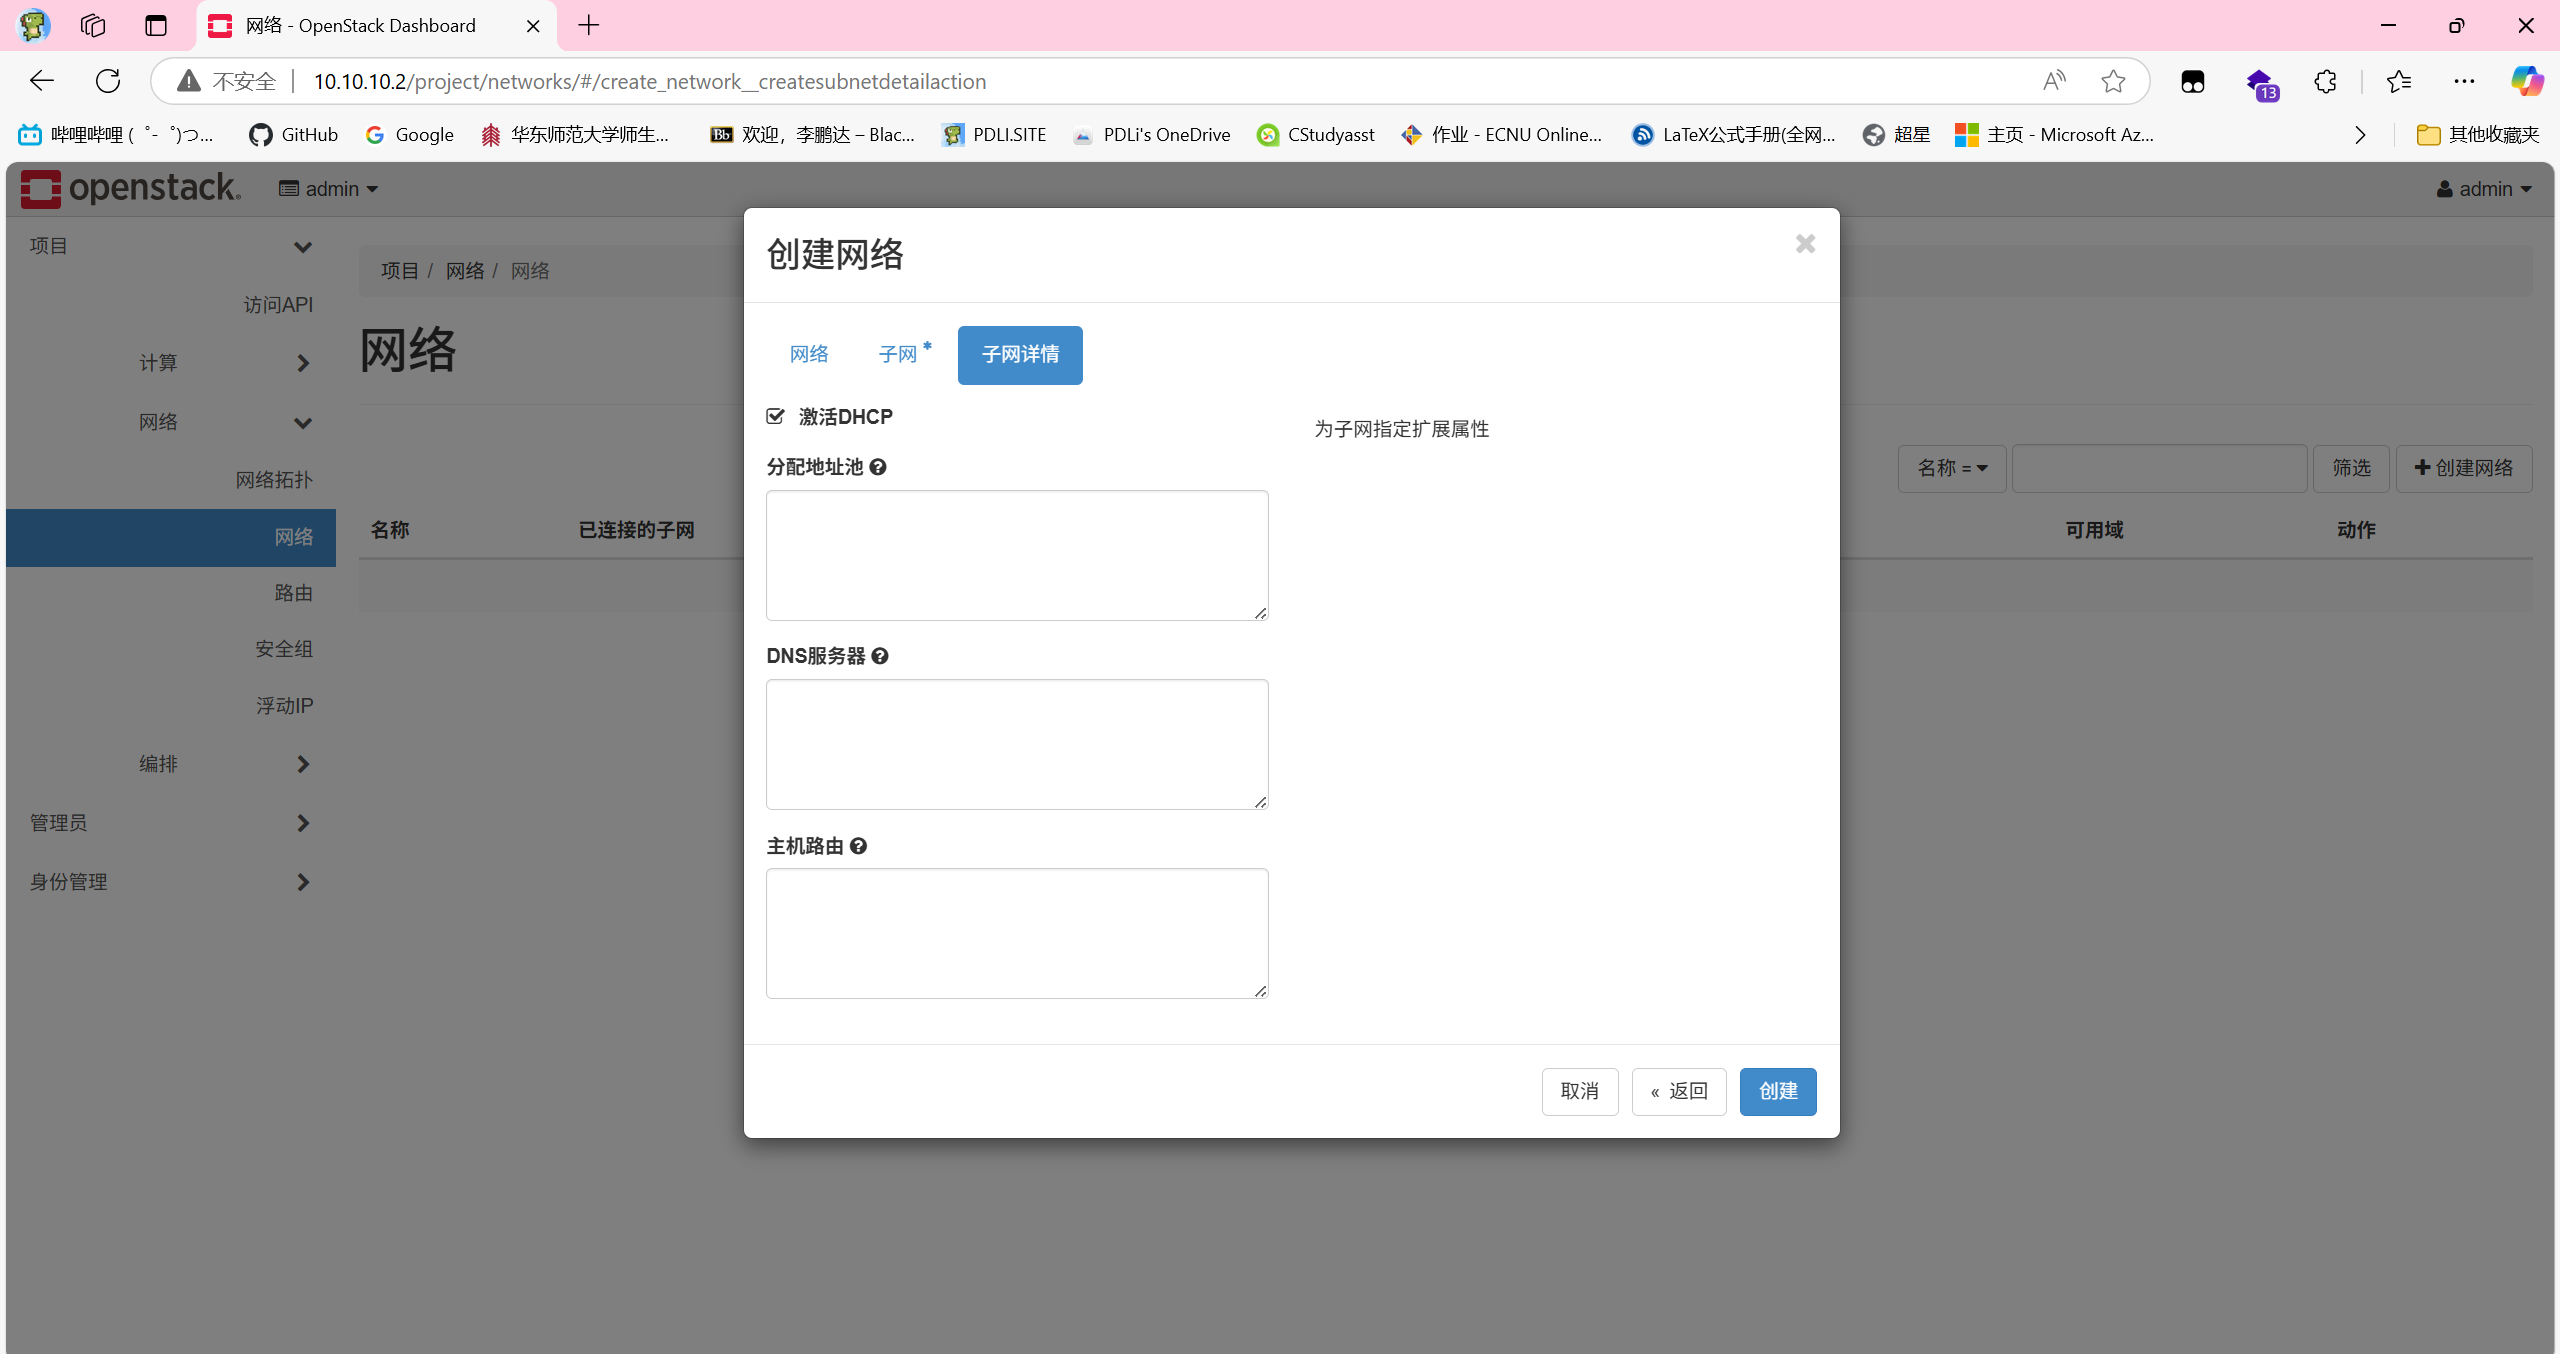 网络 - OpenStack Dashboard
不安全 10.10.10.2/project/networks/#/create_network__createsubnetdetailaction
13
哔哩哔哩 (゜-゜)つ... GitHub Google 华东师范大学师生... 欢迎，李鹏达 – Blac... PDLI.SITE PDLi's OneDrive CStudyasst 作业 - ECNU Online... LaTeX公式手册(全网... 超星 主页 - Microsoft Az... 其他收藏夹
openstack. admin admin
项目
访问API
计算
网络
网络拓扑
网络
路由
安全组
浮动IP
编排
管理员
身份管理
项目 / 网络 / 网络
网络
名称 = 筛选 创建网络
名称 已连接的子网 可用域 动作
创建网络
网络 子网 * 子网详情
激活DHCP
为子网指定扩展属性
分配地址池
DNS服务器
主机路由
取消 « 返回 创建